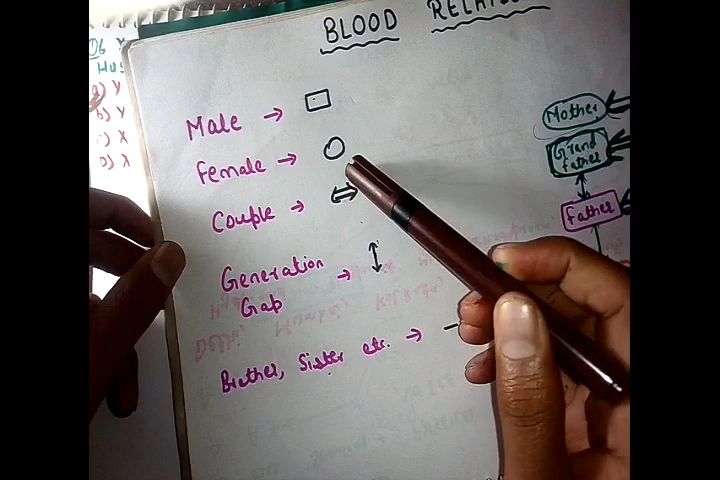 BLOOD
Male →
Female →
Couple →
Generation
Gap →
Brother, Sister etc. →
Mother
Grand
father
Father